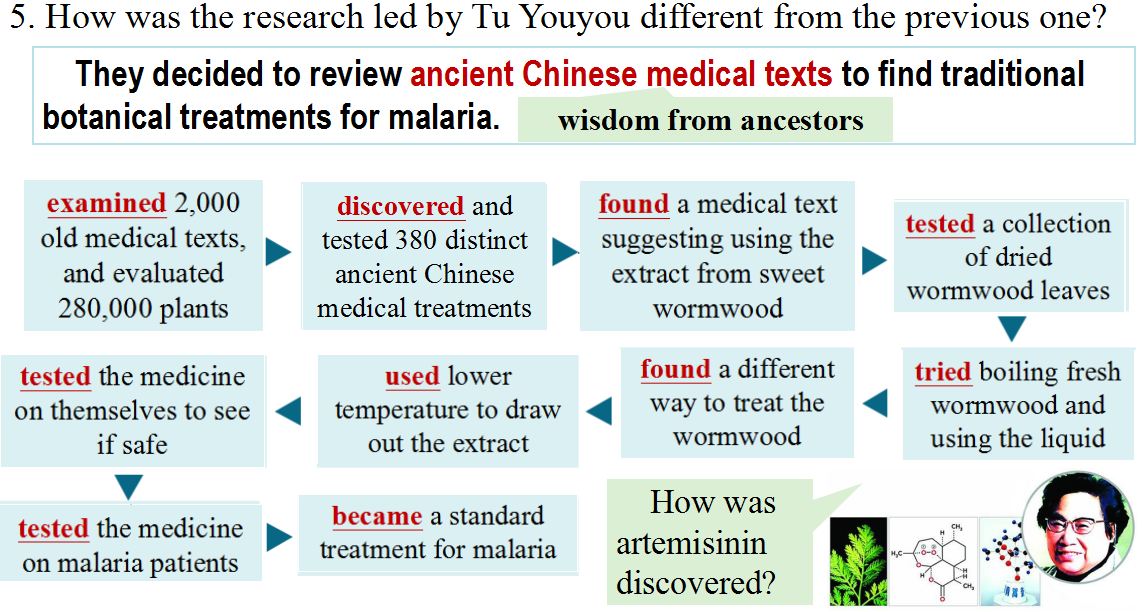 5. How was the research led by Tu Youyou different from the previous one?
They decided to review ancient Chinese medical texts to find traditional
botanical treatments for malaria.
wisdom from ancestors
examined 2,000
old medical texts,
and evaluated
280,000 plants
discovered and
tested 380 distinct
ancient Chinese
medical treatments
found a medical text
suggesting using the
extract from sweet
wormwood
tested a collection
of dried
wormwood leaves
tried boiling fresh
wormwood and
using the liquid
found a different
way to treat the
wormwood
used lower
temperature to draw
out the extract
tested the medicine
on themselves to see
if safe
tested the medicine
on malaria patients
became a standard
treatment for malaria
How was
artemisinin
discovered?
CH₃
H
H₃C
O
O
O
H
O
H
H
CH₃
O